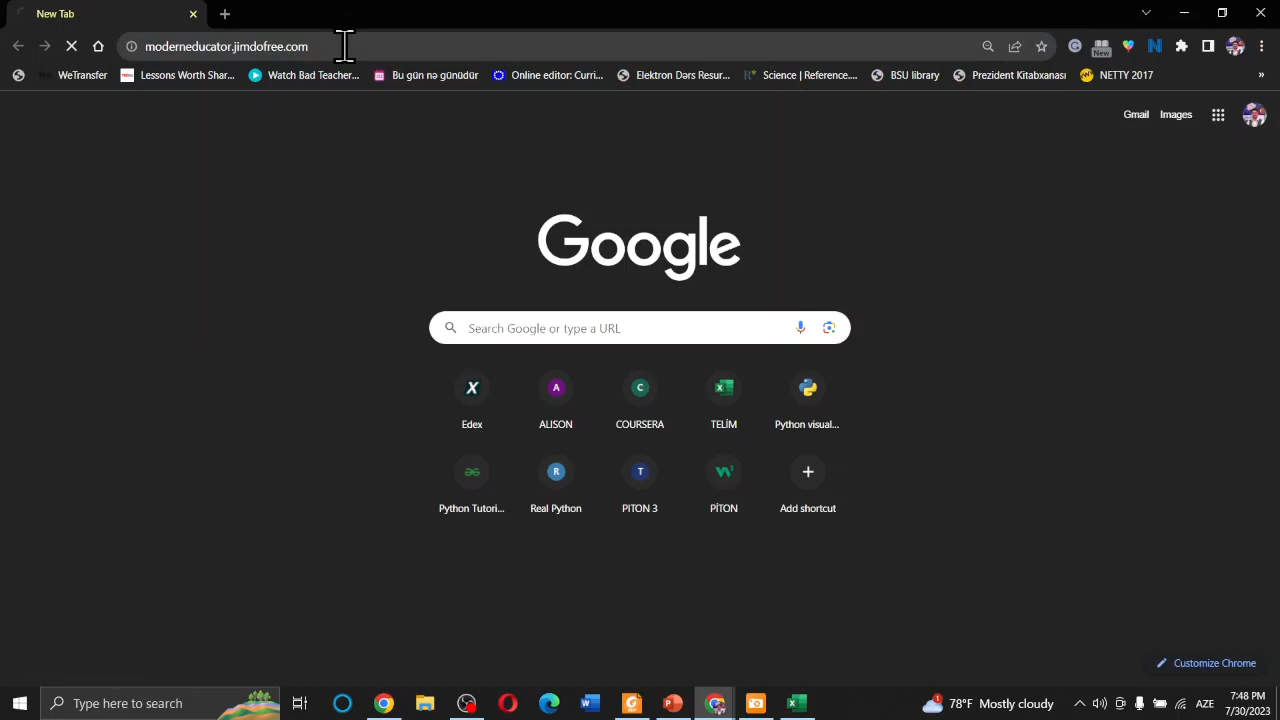 New Tab
moderneducator.jimdofree.com
New
WeTransfer
Lessons Worth Shar...
Watch Bad Teacher...
Bu gün nə günüdür
Online editor: Curri...
Elektron Dərs Resur...
Science | Reference....
BSU library
Prezident Kitabxanası
NETTY 2017
»
Gmail Images
Google
Search Google or type a URL
Edex
ALISON
COURSERA
TELİM
Python visual...
Python Tutori...
Real Python
PITON 3
PİTON
Add shortcut
Customize Chrome
Type here to search
78°F Mostly cloudy
AZE
7:48 PM
7/30/2023